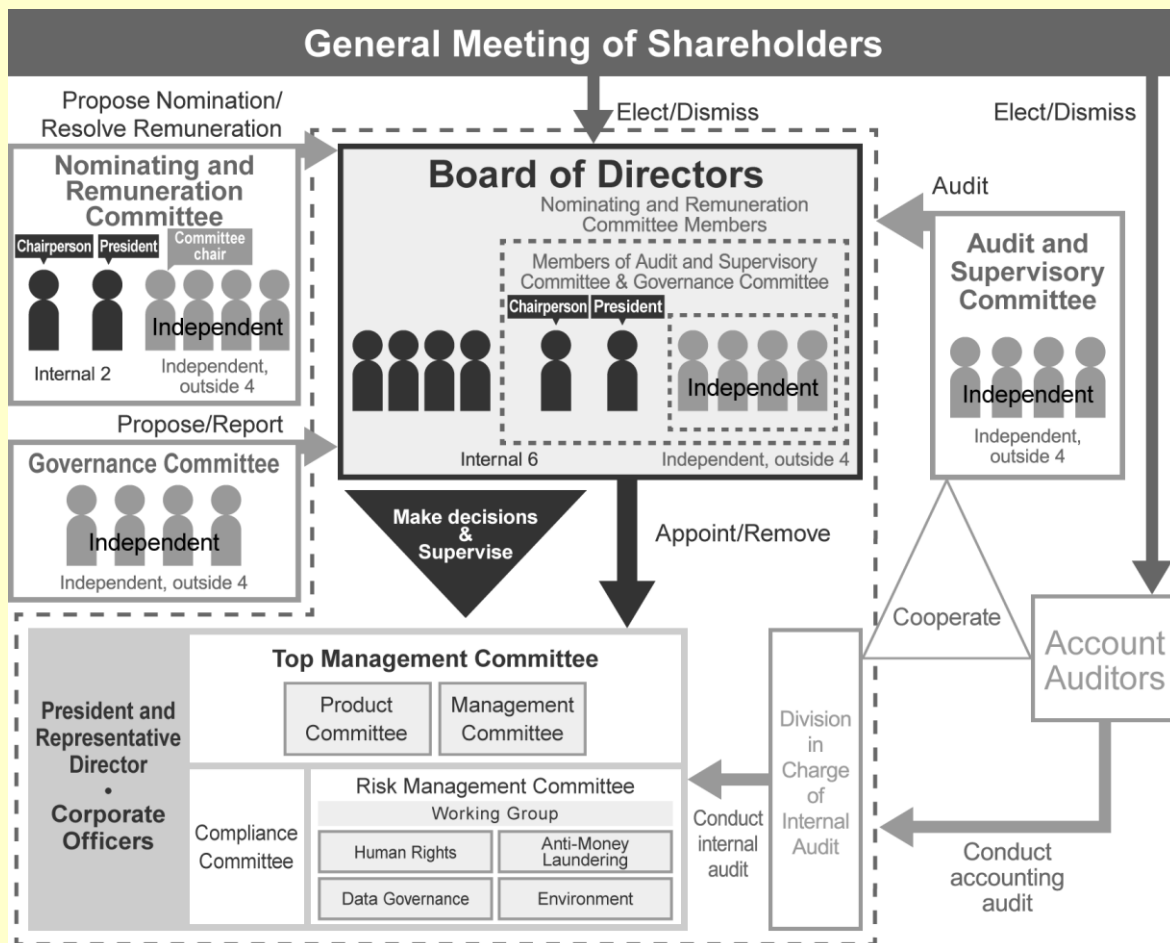 General Meeting of Shareholders
Propose Nomination/
Resolve Remuneration
Elect/Dismiss
Elect/Dismiss
Nominating and
Remuneration
Committee
Chairperson
President
Committee
chair
Independent
Internal 2
Independent,
outside 4
Board of Directors
Nominating and Remuneration
Committee Members
Members of Audit and Supervisory
Committee & Governance Committee
Chairperson
President
Independent
Internal 6
Independent, outside 4
Audit
Audit and
Supervisory
Committee
Independent
Independent,
outside 4
Propose/Report
Governance Committee
Independent
Independent, outside 4
Make decisions
&
Supervise
Appoint/Remove
Cooperate
Account
Auditors
President and
Representative
Director
•
Corporate
Officers
Top Management Committee
Product
Committee
Management
Committee
Compliance
Committee
Risk Management Committee
Working Group
Human Rights
Anti-Money
Laundering
Data Governance
Environment
Conduct
internal
audit
Division
in
Charge
of
Internal
Audit
Conduct
accounting
audit